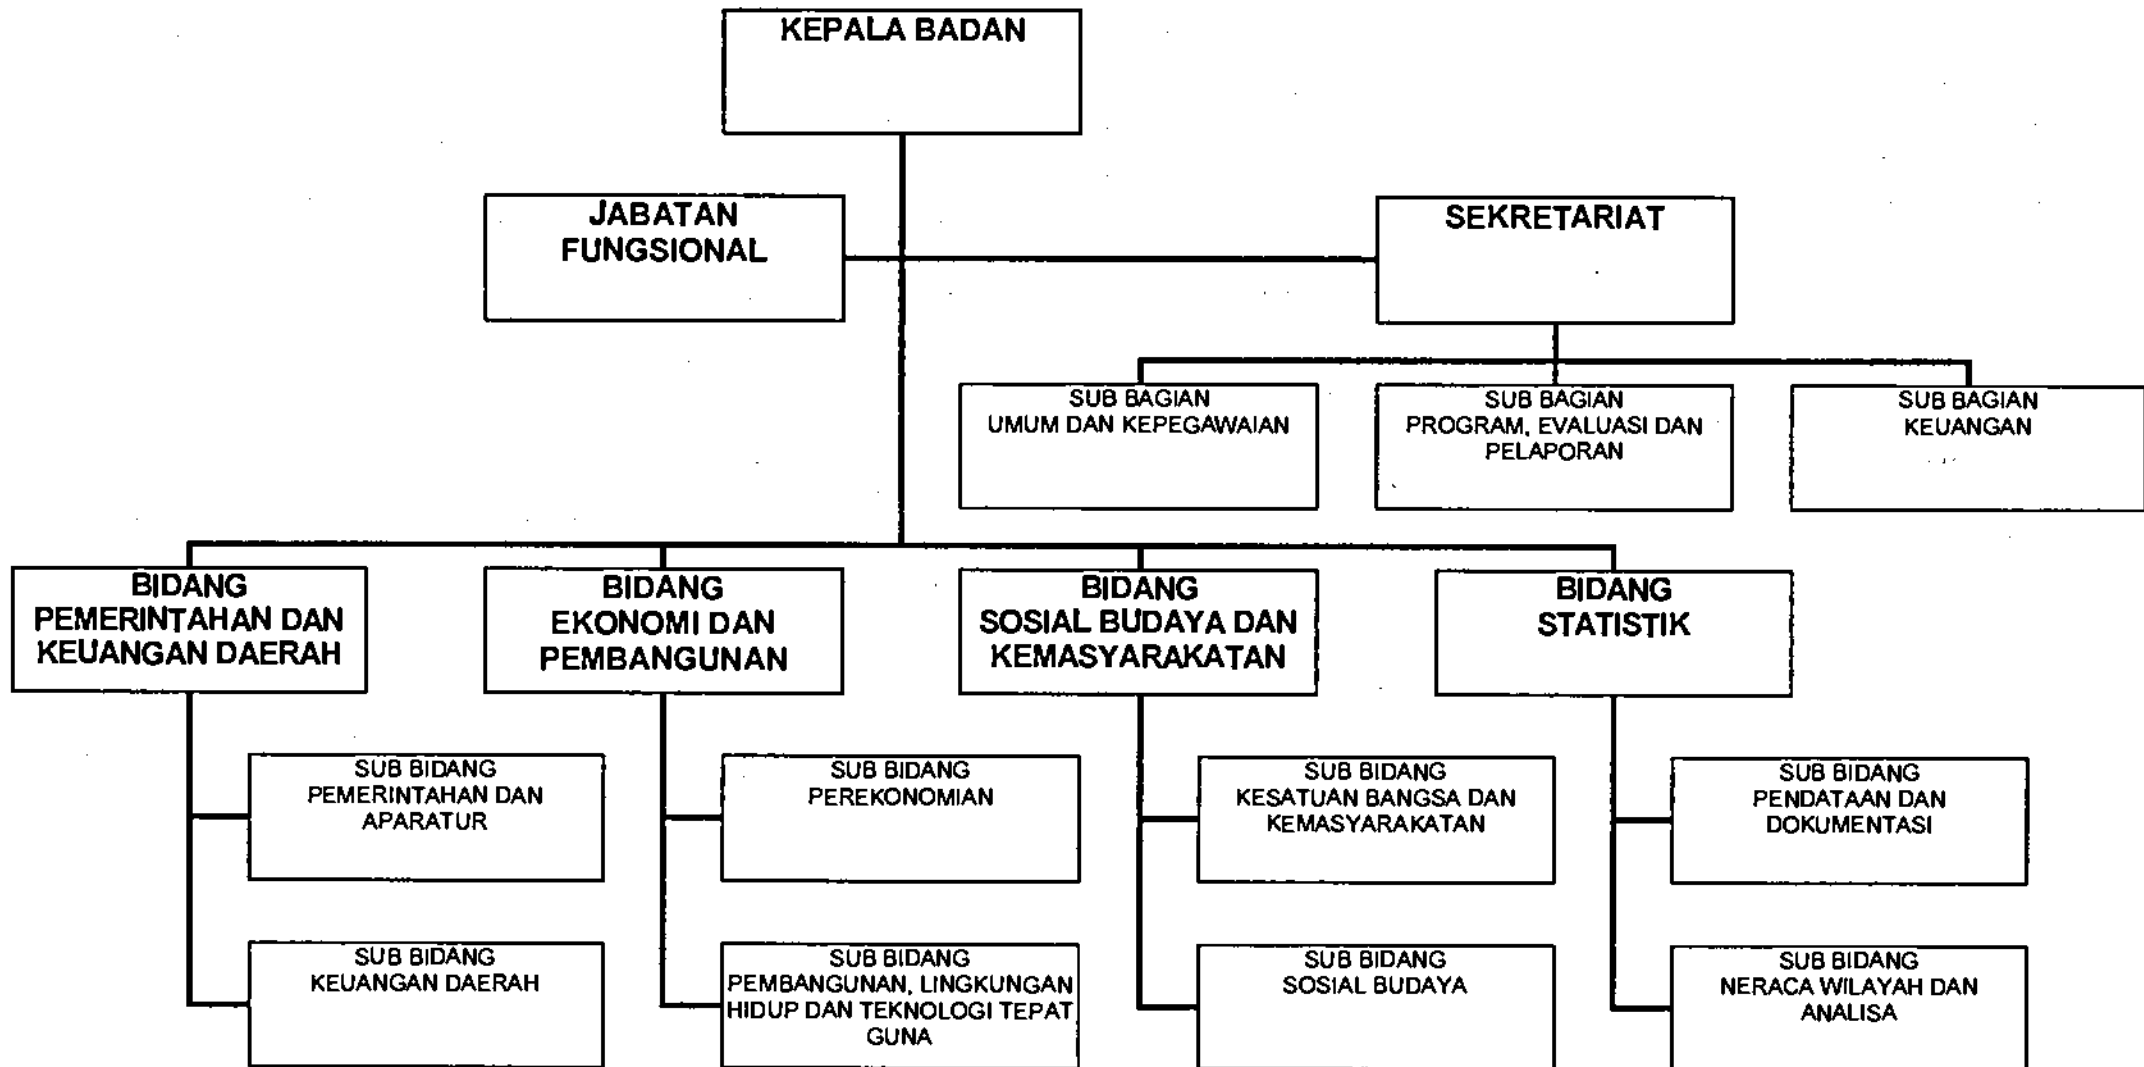 KEPALA BADAN
JABATAN
FUNGSIONAL
SEKRETARIAT
SUB BAGIAN
UMUM DAN KEPEGAWAIAN
SUB BAGIAN
PROGRAM, EVALUASI DAN
PELAPORAN
SUB BAGIAN
KEUANGAN
BIDANG
PEMERINTAHAN DAN
KEUANGAN DAERAH
BIDANG
EKONOMI DAN
PEMBANGUNAN
BIDANG
SOSIAL BUDAYA DAN
KEMASYARAKATAN
BIDANG
STATISTIK
SUB BIDANG
PEMERINTAHAN DAN
APARATUR
SUB BIDANG
PEREKONOMIAN
SUB BIDANG
KESATUAN BANGSA DAN
KEMASYARAKATAN
SUB BIDANG
PENDATAAN DAN
DOKUMENTASI
SUB BIDANG
KEUANGAN DAERAH
SUB BIDANG
PEMBANGUNAN, LINGKUNGAN
HIDUP DAN TEKNOLOGI TEPAT
GUNA
SUB BIDANG
SOSIAL BUDAYA
SUB BIDANG
NERACA WILAYAH DAN
ANALISA